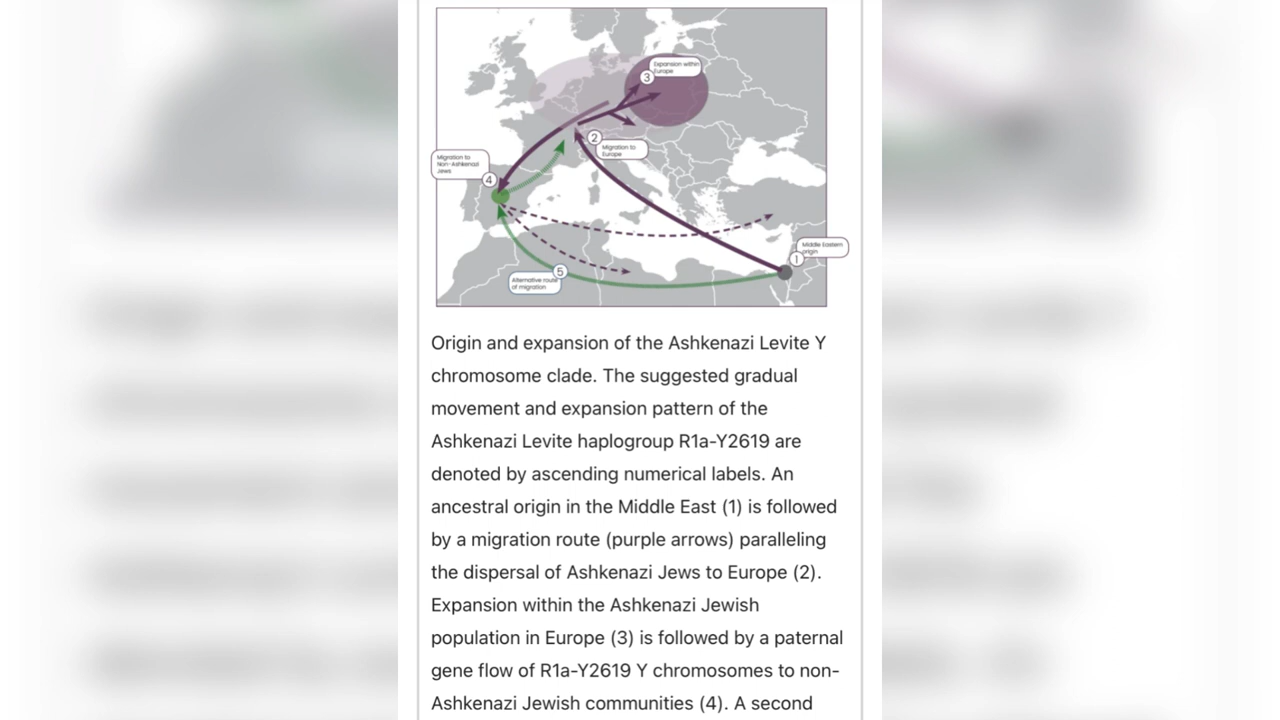 Expansion within
Europe
3
2
Migration to
Europe
Migration to
Non-Ashkenazi
Jews
4
Middle Eastern
origin
1
5
Alternative route
of migration
Origin and expansion of the Ashkenazi Levite Y
chromosome clade. The suggested gradual
movement and expansion pattern of the
Ashkenazi Levite haplogroup R1a-Y2619 are
denoted by ascending numerical labels. An
ancestral origin in the Middle East (1) is followed
by a migration route (purple arrows) paralleling
the dispersal of Ashkenazi Jews to Europe (2).
Expansion within the Ashkenazi Jewish
population in Europe (3) is followed by a paternal
gene flow of R1a-Y2619 Y chromosomes to non-
Ashkenazi Jewish communities (4). A second